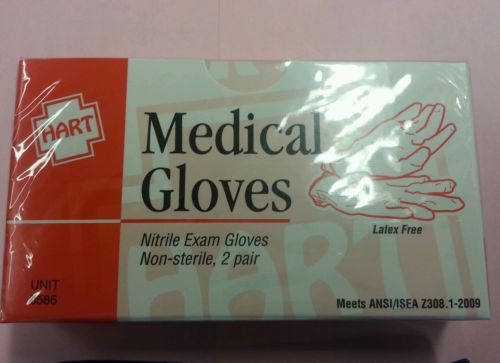 HART
Medical
Gloves
Latex Free
Nitrile Exam Gloves
Non-sterile, 2 pair
HART
UNIT
Meets ANSI/ISEA Z308.1-2009